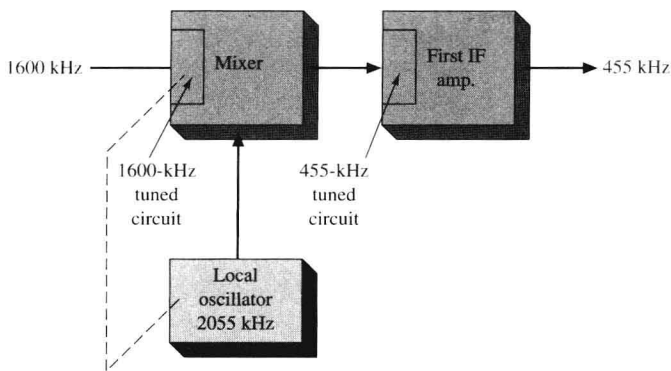 1600 kHz
Mixer
First IF
amp.
455 kHz
1600-kHz
tuned
circuit
455-kHz
tuned
circuit
Local
oscillator
2055 kHz